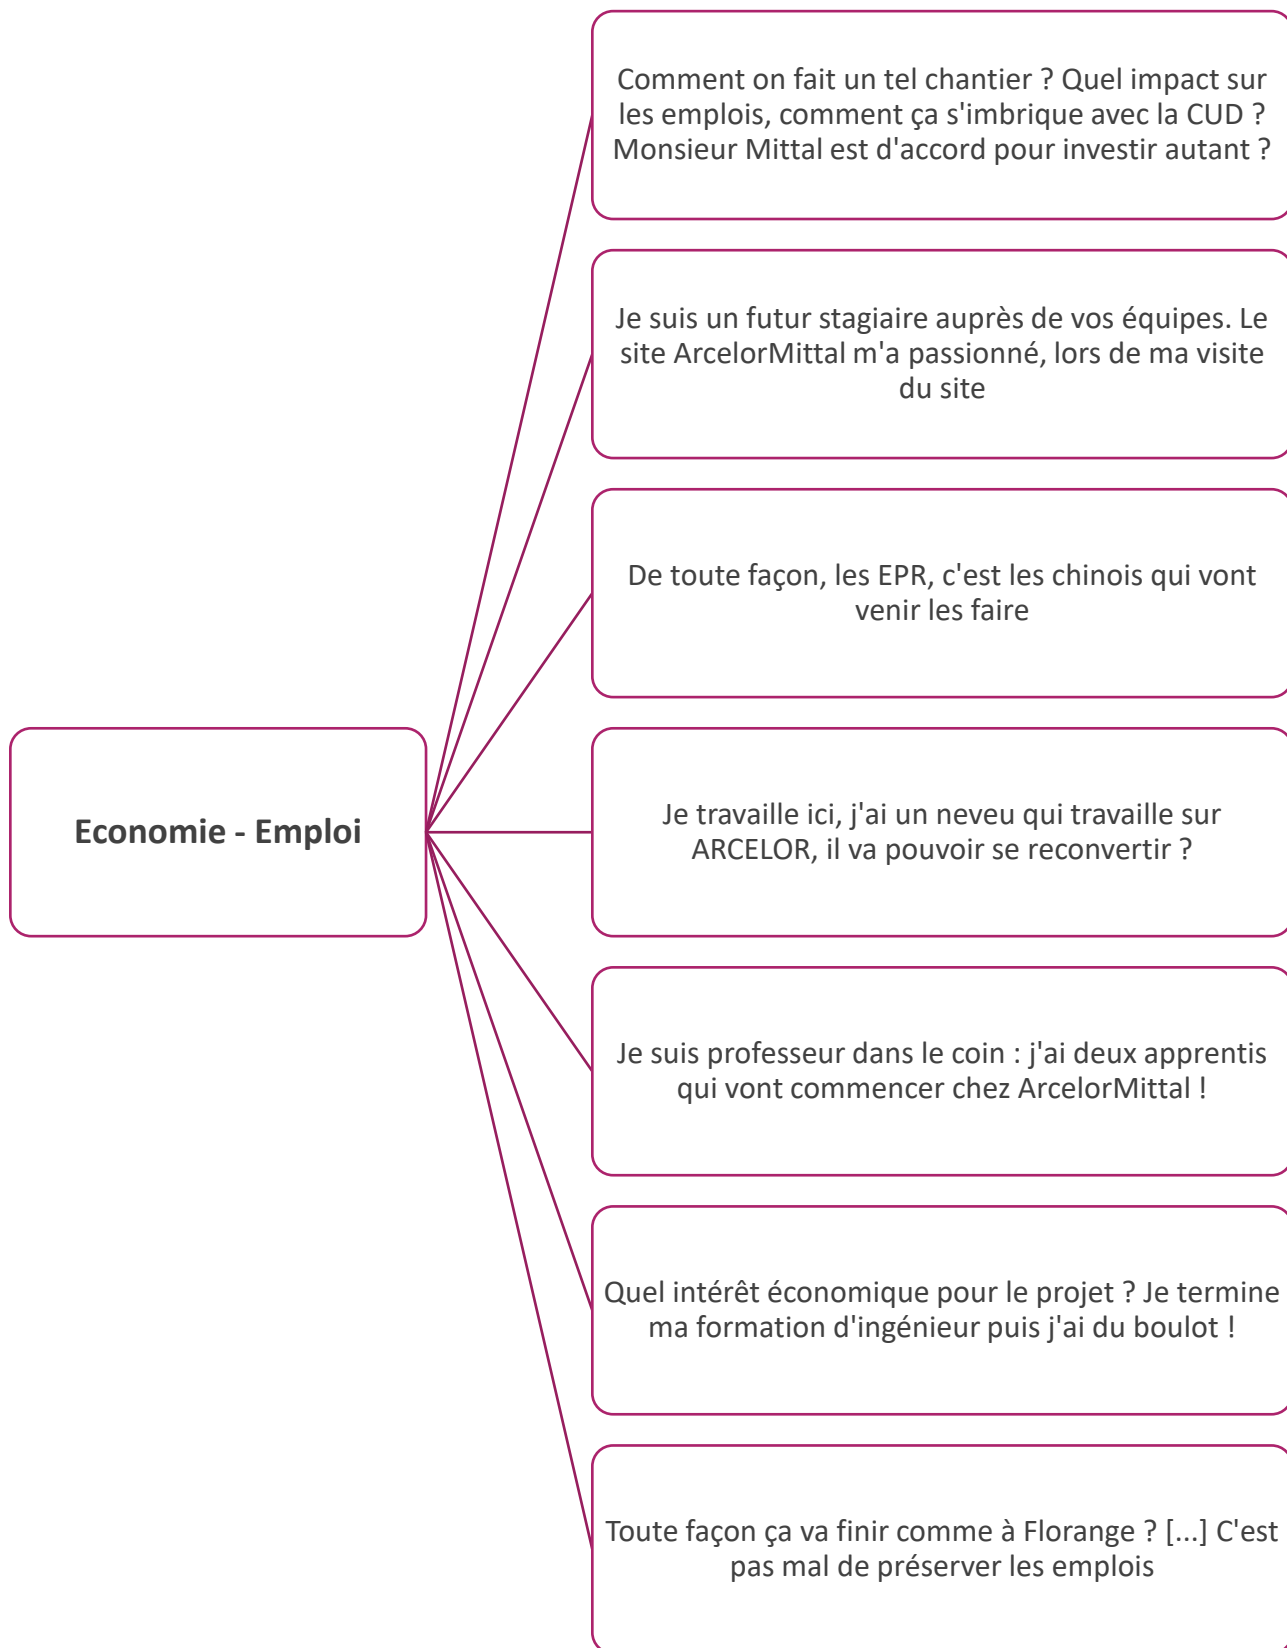 Comment on fait un tel chantier ? Quel impact sur
les emplois, comment ça s'imbrique avec la CUD ?
Monsieur Mittal est d'accord pour investir autant ?
Je suis un futur stagiaire auprès de vos équipes. Le
site ArcelorMittal m'a passionné, lors de ma visite
du site
De toute façon, les EPR, c'est les chinois qui vont
venir les faire
Economie - Emploi
Je travaille ici, j'ai un neveu qui travaille sur
ARCELOR, il va pouvoir se reconvertir ?
Je suis professeur dans le coin : j'ai deux apprentis
qui vont commencer chez ArcelorMittal !
Quel intérêt économique pour le projet ? Je termine
ma formation d'ingénieur puis j'ai du boulot !
Toute façon ça va finir comme à Florange ? [...] C'est
pas mal de préserver les emplois